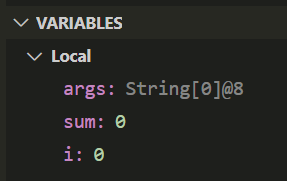 VARIABLES
Local
args: String[0]@8
sum: 0
i: 0